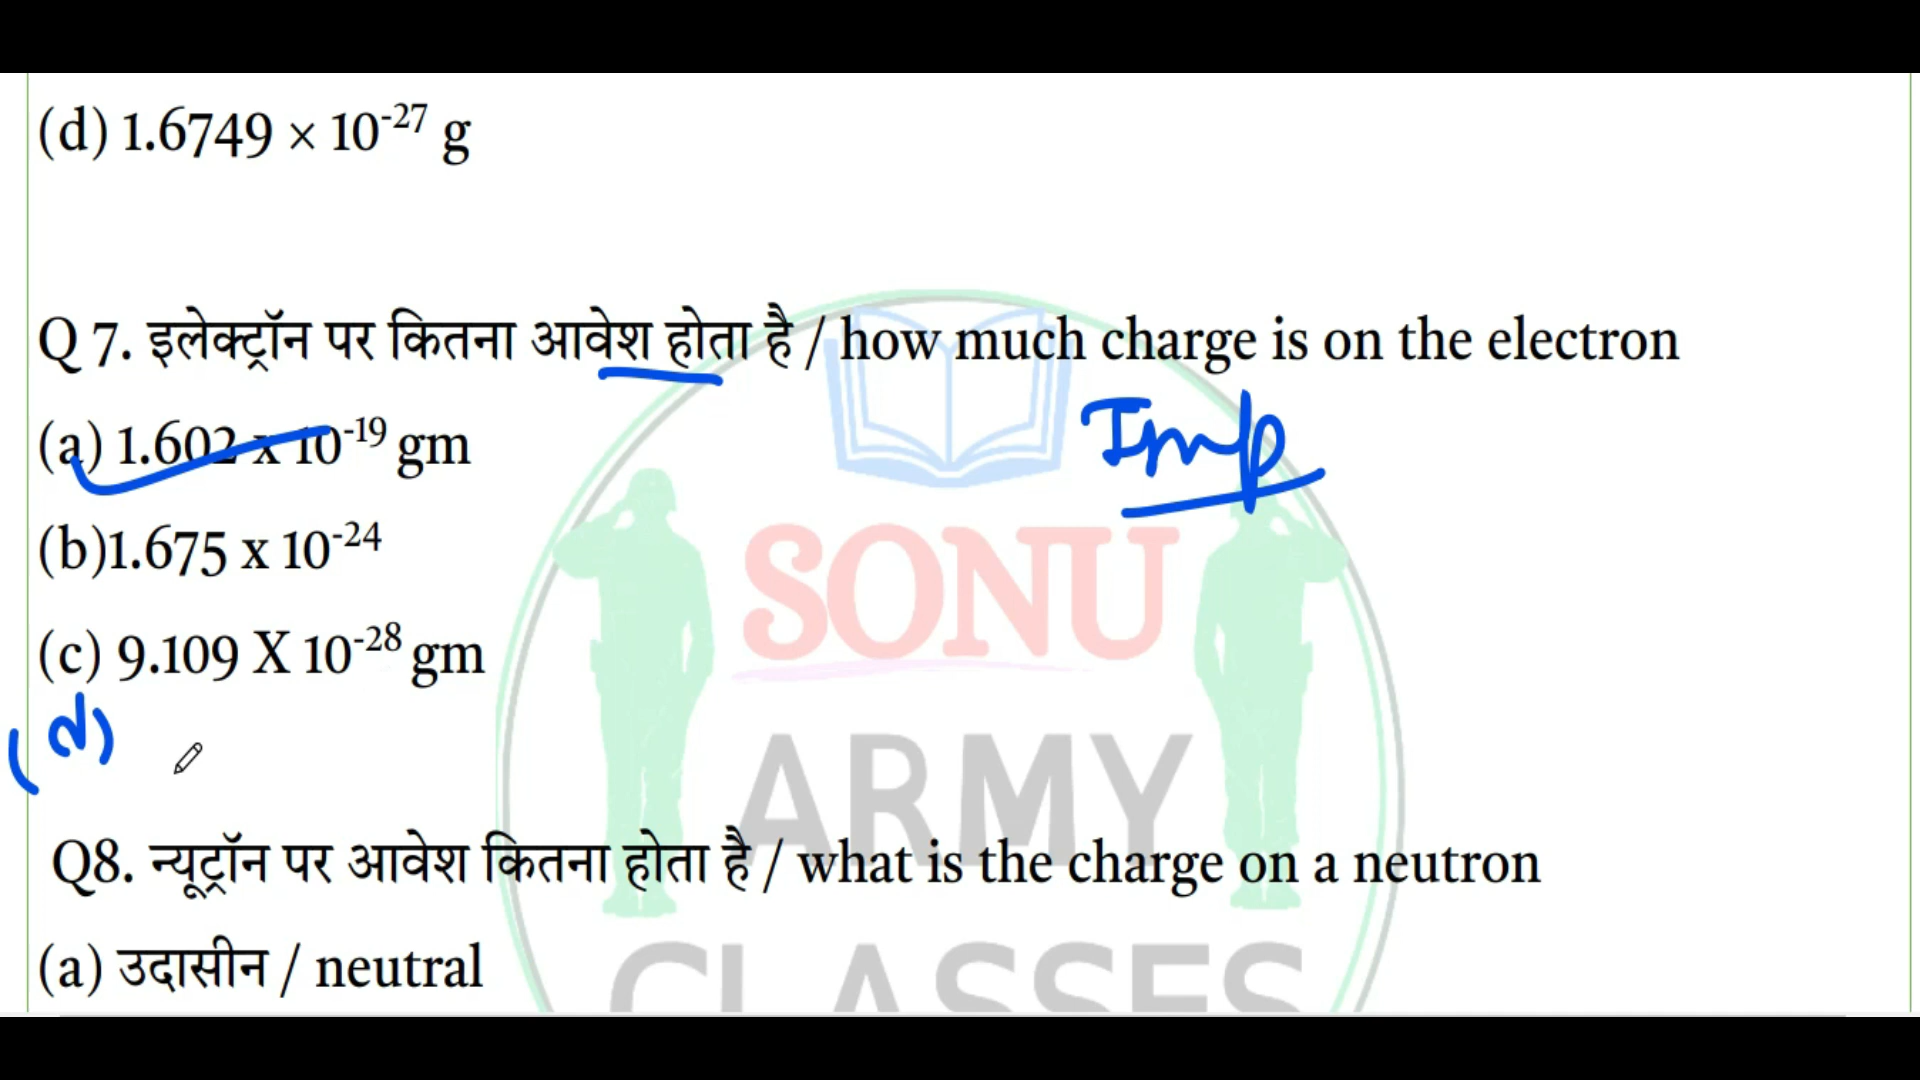 (d) 1.6749 × 10⁻²⁷ g
Q 7. इलेक्ट्रॉन पर कितना आवेश होता है / how much charge is on the electron
(a) 1.602 x 10⁻¹⁹ gm
Imp
(b)1.675 x 10⁻²⁴
SONU
(c) 9.109 X 10⁻²⁸ gm
(d)
ARMY
Q8. न्यूट्रॉन पर आवेश कितना होता है / what is the charge on a neutron
(a) उदासीन / neutral
CLASSES